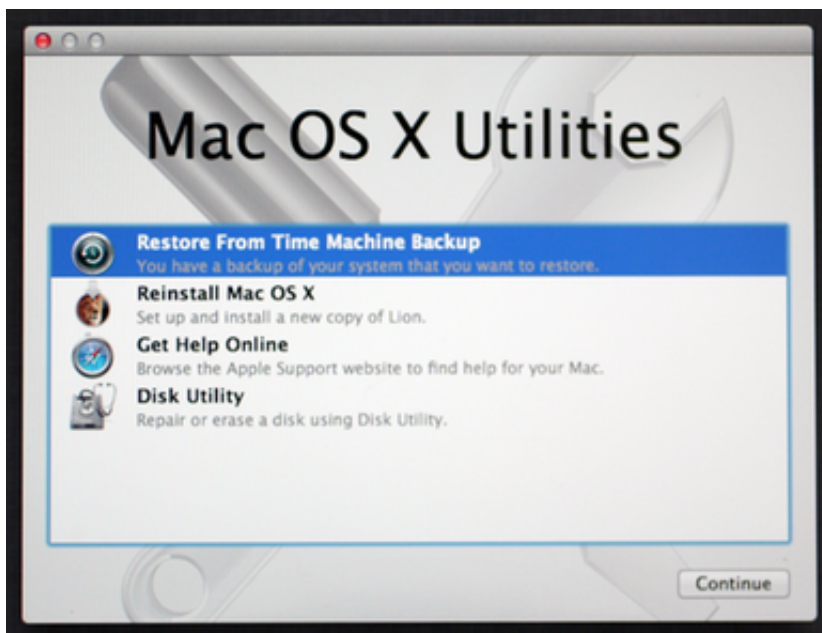 Mac OS X Utilities
Restore From Time Machine Backup
You have a backup of your system that you want to restore.
Reinstall Mac OS X
Set up and install a new copy of Lion.
Get Help Online
Browse the Apple Support website to find help for your Mac.
Disk Utility
Repair or erase a disk using Disk Utility.
Continue